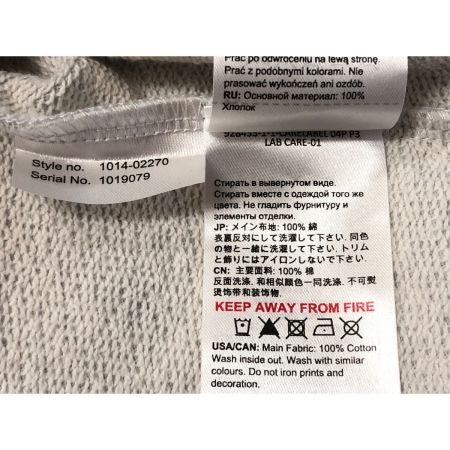 Prać po odwróceniu na lewą stronę.
Prać z podobnymi kolorami. Nie
prasować wykończeń ani ozdób.
RU: Основной материал: 100%
Хлопок
LAB CARE-01
Style no. 1014-02270
Serial No. 1019079
Стирать в вывернутом виде.
Стирать вместе с одеждой того же
цвета. Не гладить фурнитуру и
элементы отделки.
JP: メイン布地: 100% 綿
表裏反対にして洗濯して下さい. 同色
の物と一緒に洗濯して下さい. トリム
と飾りにはアイロンしないで下さい.
CN: 主要面料: 100% 棉
反面洗涤. 和相似颜色一同洗涤. 不可熨
烫饰带和装饰物.
KEEP AWAY FROM FIRE
USA/CAN: Main Fabric: 100% Cotton
Wash inside out. Wash with similar
colours. Do not iron prints and
decoration.